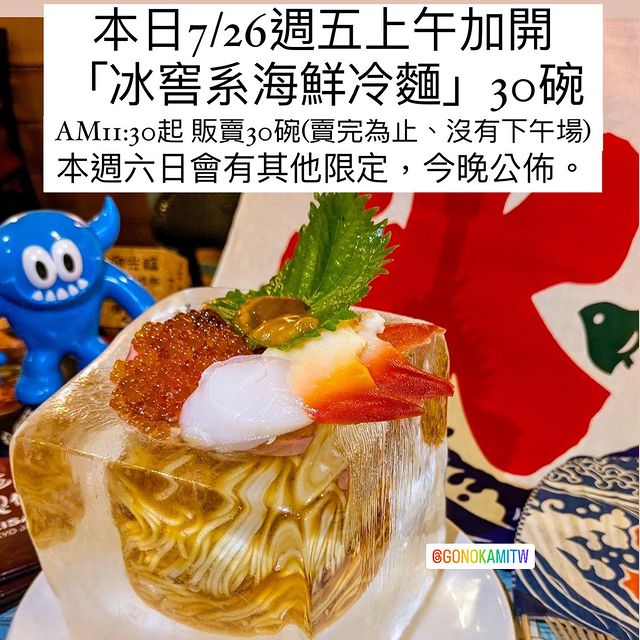 本日7/26週五上午加開
「冰窖系海鮮冷麵」30碗
AM11:30起 販賣30碗(賣完為止、沒有下午場)
本週六日會有其他限定，今晚公佈。
@GONOKAMITW